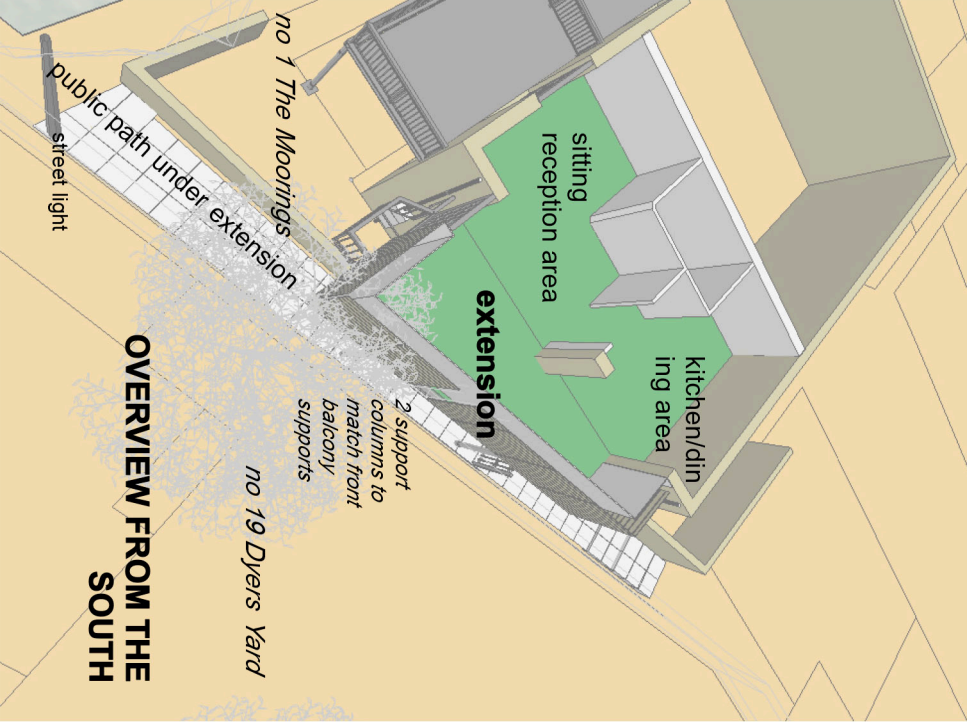 no 1 The Moorings
public path under extension
street light
sitting
reception area
extension
kitchen/din
ing area
2 support
columns to
match front
balcony
supports
no 19 Dyers Yard
OVERVIEW FROM THE
SOUTH